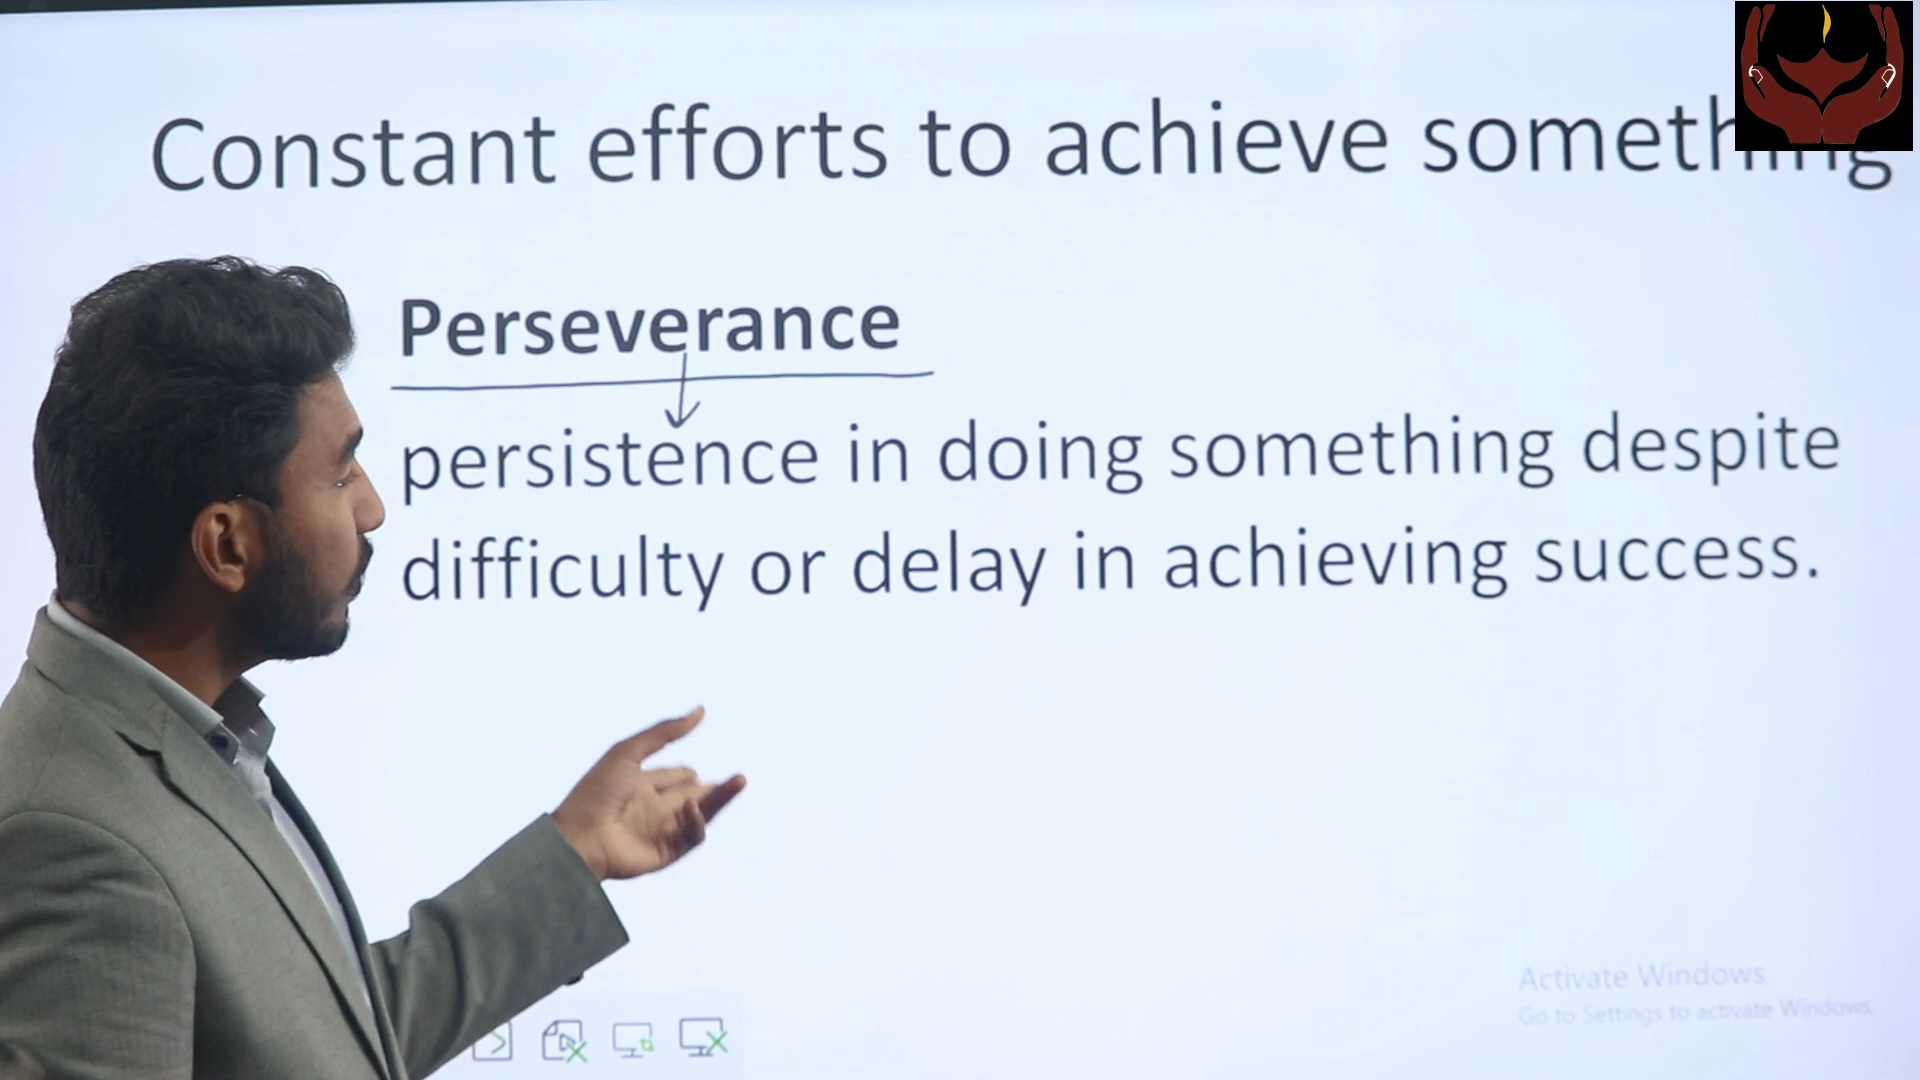 Constant efforts to achieve something
Perseverance
persistence in doing something despite
difficulty or delay in achieving success.
Activate Windows
Go to Settings to activate Windows.